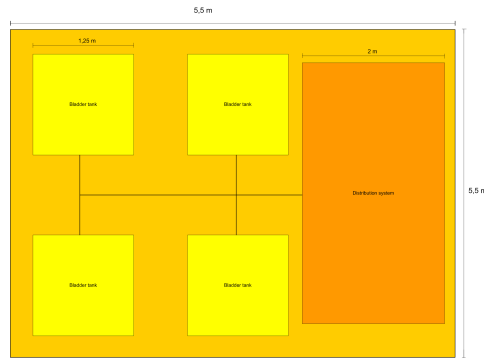 5,5 m
1,25 m
2 m
Bladder tank
Bladder tank
Distribution system
5,5 m
Bladder tank
Bladder tank